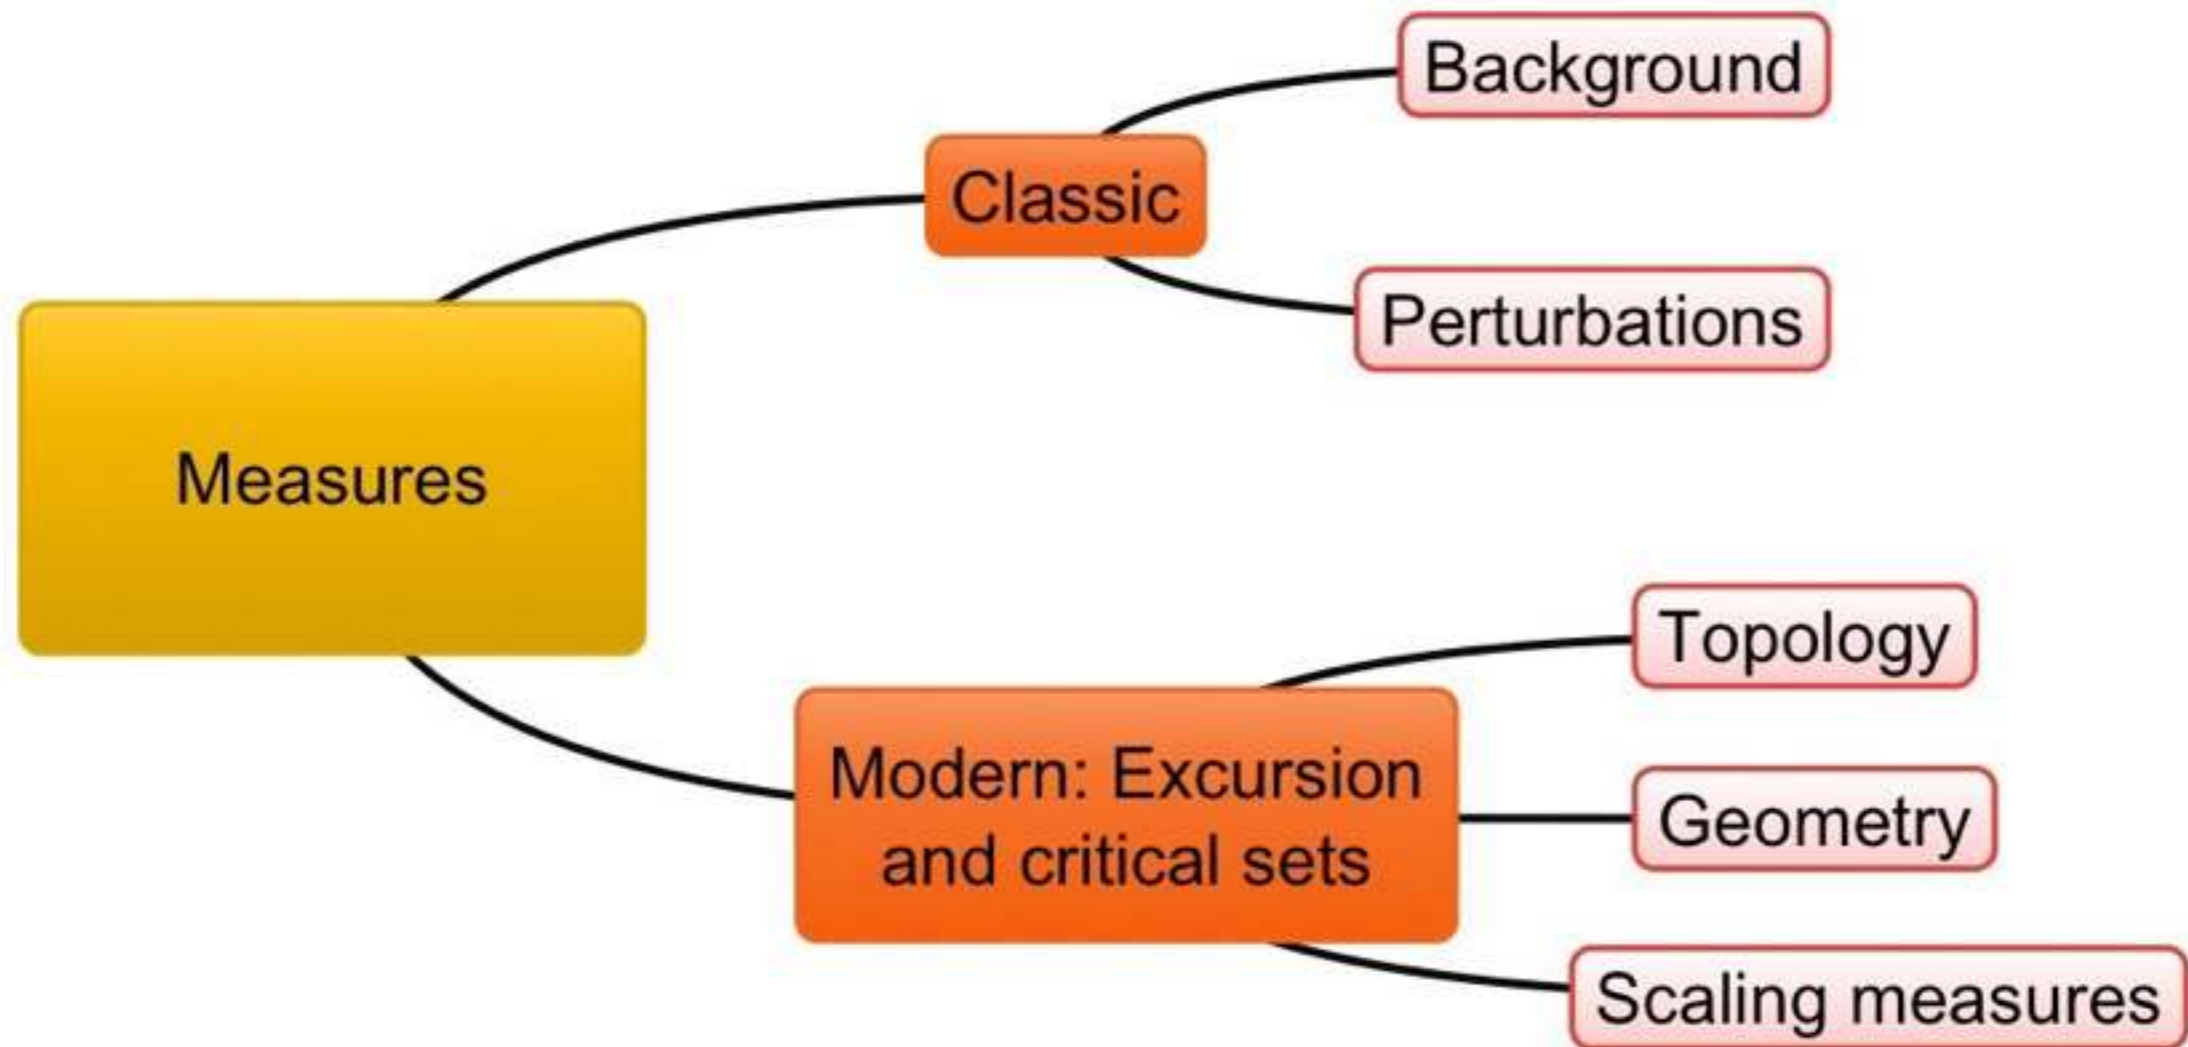 Background
Classic
Perturbations
Measures
Topology
Modern: Excursion
and critical sets
Geometry
Scaling measures